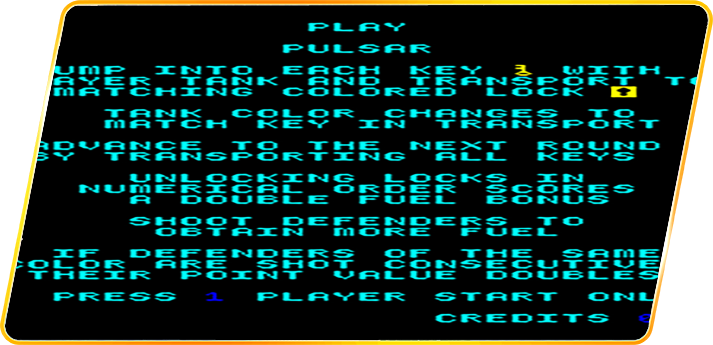 PLAY
PULSAR
UMP INTO EACH KEY WITH
AYER TANK AND TRANSPORT TO
MATCHING COLORED LOCK
TANK COLOR CHANGES TO
MATCH KEY IN TRANSPORT
ADVANCE TO THE NEXT ROUND
BY TRANSPORTING ALL KEYS
UNLOCKING LOCKS IN
NUMERICAL ORDER SCORES
A DOUBLE FUEL BONUS
SHOOT DEFENDERS TO
OBTAIN MORE FUEL
IF DEFENDERS OF THE SAME
COLOR ARE SHOT CONSECUTIVE
THEIR POINT VALUE DOUBLES
PRESS 1 PLAYER START ONL
CREDITS